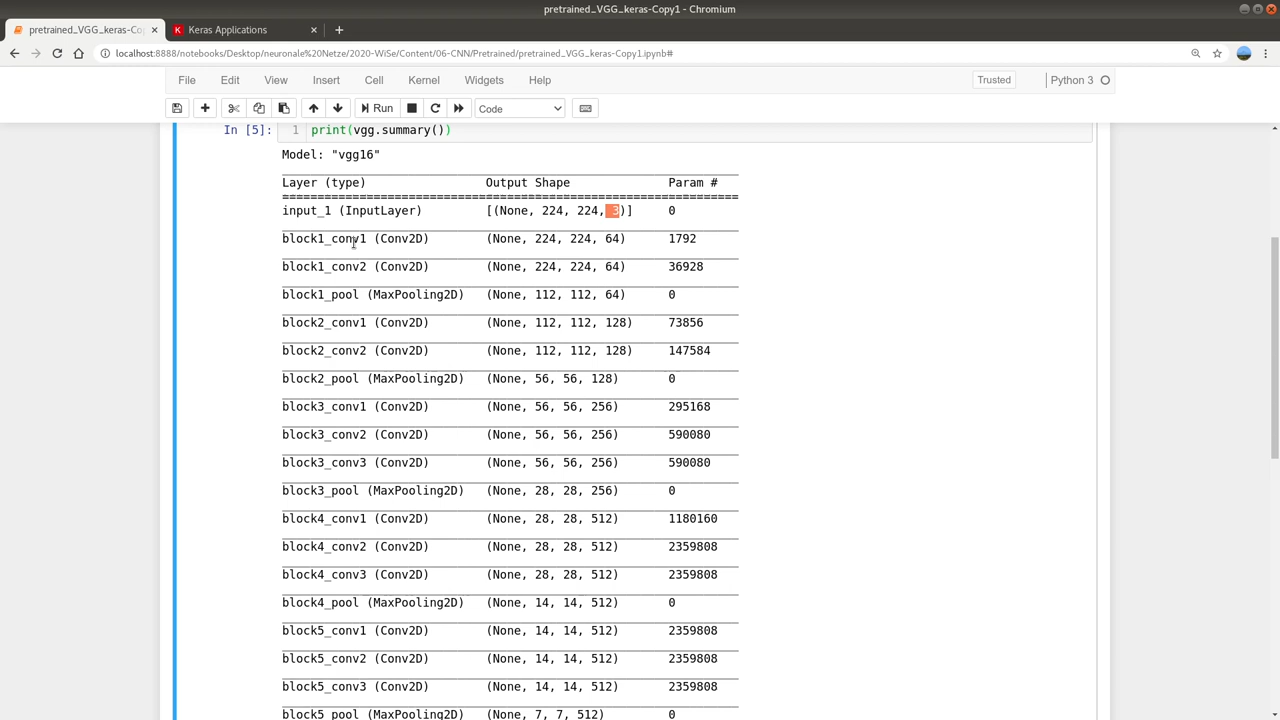 pretrained_VGG_keras-Copy1 - Chromium
pretrained_VGG_keras-Co
Keras Applications
localhost:8888/notebooks/Desktop/neuronale%20Netze/2020-WiSe/Content/06-CNN/Pretrained/pretrained_VGG_keras-Copy1.ipynb#
File Edit View Insert Cell Kernel Widgets Help Trusted Python 3
Run Code
In [5]: 1 print(vgg.summary())
Model: "vgg16"
Layer (type) Output Shape Param #
input_1 (InputLayer) [(None, 224, 224, 3)] 0
block1_conv1 (Conv2D) (None, 224, 224, 64) 1792
block1_conv2 (Conv2D) (None, 224, 224, 64) 36928
block1_pool (MaxPooling2D) (None, 112, 112, 64) 0
block2_conv1 (Conv2D) (None, 112, 112, 128) 73856
block2_conv2 (Conv2D) (None, 112, 112, 128) 147584
block2_pool (MaxPooling2D) (None, 56, 56, 128) 0
block3_conv1 (Conv2D) (None, 56, 56, 256) 295168
block3_conv2 (Conv2D) (None, 56, 56, 256) 590080
block3_conv3 (Conv2D) (None, 56, 56, 256) 590080
block3_pool (MaxPooling2D) (None, 28, 28, 256) 0
block4_conv1 (Conv2D) (None, 28, 28, 512) 1180160
block4_conv2 (Conv2D) (None, 28, 28, 512) 2359808
block4_conv3 (Conv2D) (None, 28, 28, 512) 2359808
block4_pool (MaxPooling2D) (None, 14, 14, 512) 0
block5_conv1 (Conv2D) (None, 14, 14, 512) 2359808
block5_conv2 (Conv2D) (None, 14, 14, 512) 2359808
block5_conv3 (Conv2D) (None, 14, 14, 512) 2359808
block5_pool (MaxPooling2D) (None, 7, 7, 512) 0